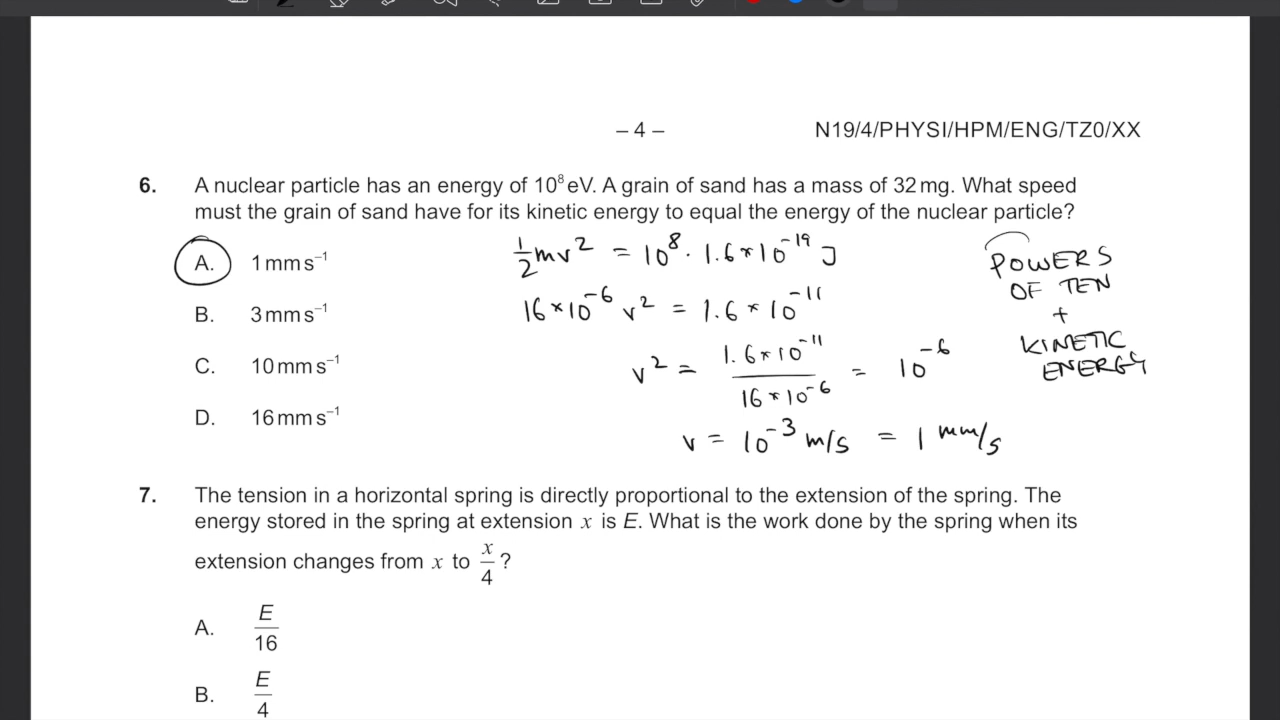 – 4 –
N19/4/PHYSI/HPM/ENG/TZ0/XX
6. A nuclear particle has an energy of 10⁸ eV. A grain of sand has a mass of 32 mg. What speed
must the grain of sand have for its kinetic energy to equal the energy of the nuclear particle?
A. 1 mm s⁻¹
B. 3 mm s⁻¹
C. 10 mm s⁻¹
D. 16 mm s⁻¹
½mv² = 10⁸ · 1.6 × 10⁻¹⁹ J
16 × 10⁻⁶ v² = 1.6 × 10⁻¹¹
v² = 1.6 × 10⁻¹¹ / 16 × 10⁻⁶ = 10⁻⁶
v = 10⁻³ m/s = 1 mm/s
POWERS
OF TEN
+
KINETIC
ENERGY
7. The tension in a horizontal spring is directly proportional to the extension of the spring. The
energy stored in the spring at extension x is E. What is the work done by the spring when its
extension changes from x to x/4 ?
A. E/16
B. E/4